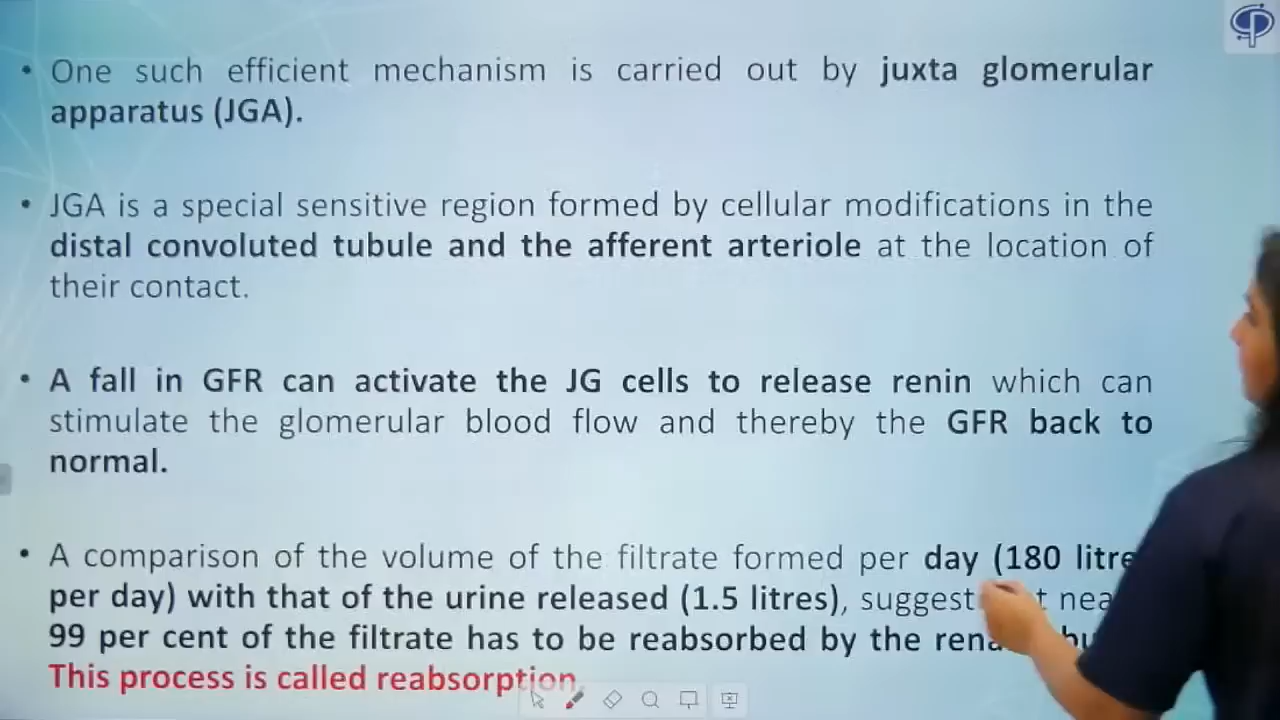 • One such efficient mechanism is carried out by juxta glomerular
apparatus (JGA).
• JGA is a special sensitive region formed by cellular modifications in the
distal convoluted tubule and the afferent arteriole at the location of
their contact.
• A fall in GFR can activate the JG cells to release renin which can
stimulate the glomerular blood flow and thereby the GFR back to
normal.
• A comparison of the volume of the filtrate formed per day (180
per day) with that of the urine released (1.5 litres),
99 per cent of the filtrate has to be reabsorbed by the
This process is called reabsorption